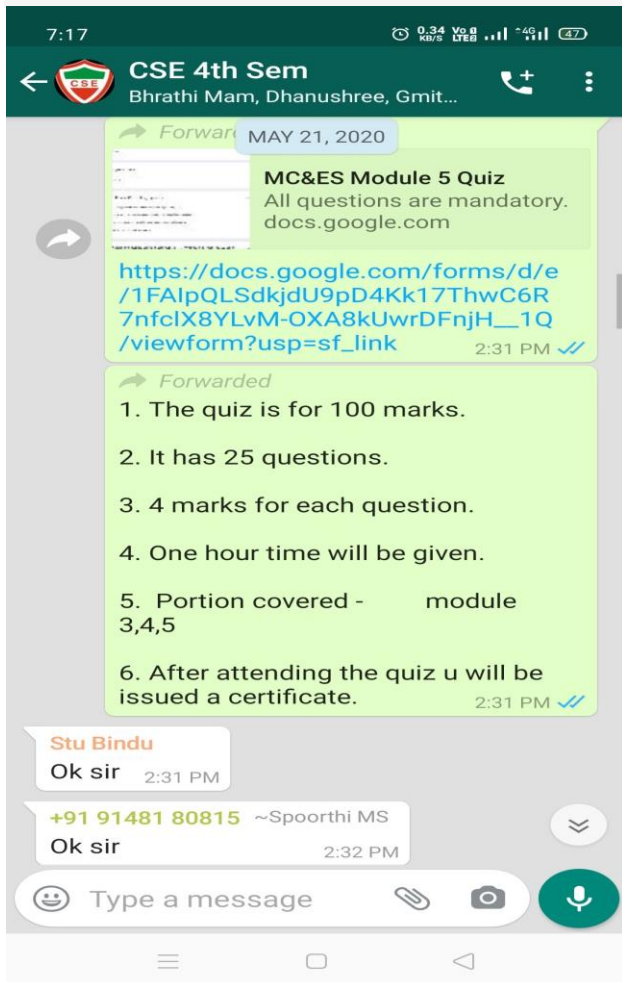 7:17
0.34 KB/S Vo LTE2 4G 47
CSE
CSE 4th Sem
Bhrathi Mam, Dhanushree, Gmit...
Forward
MAY 21, 2020
MC&ES Module 5 Quiz
All questions are mandatory.
docs.google.com
https://docs.google.com/forms/d/e
/1FAIpQLSdkjdU9pD4Kk17ThwC6R
7nfclX8YLvM-OXA8kUwrDFnjH__1Q
/viewform?usp=sf_link
2:31 PM
Forwarded
1. The quiz is for 100 marks.
2. It has 25 questions.
3. 4 marks for each question.
4. One hour time will be given.
5. Portion covered - module
3,4,5
6. After attending the quiz u will be
issued a certificate.
2:31 PM
Stu Bindu
Ok sir 2:31 PM
+91 91481 80815 ~Spoorthi MS
Ok sir 2:32 PM
Type a message